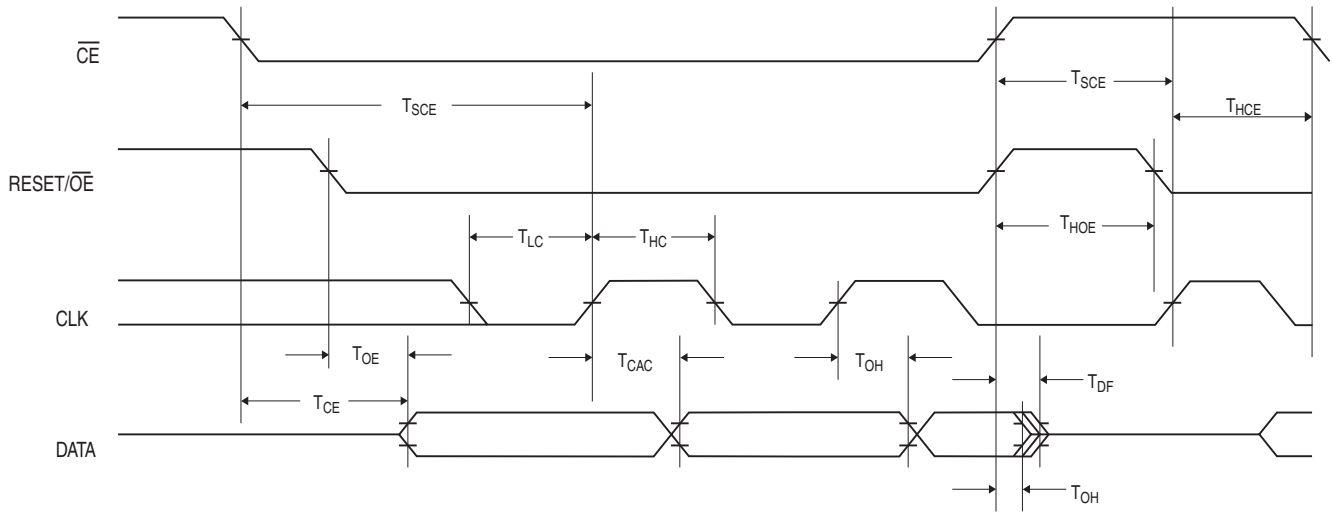 CE
TSCE
TSCE
THCE
RESET/OE
TLC
THC
THOE
CLK
TOE
TCAC
TOH
TDF
TCE
DATA
TOH